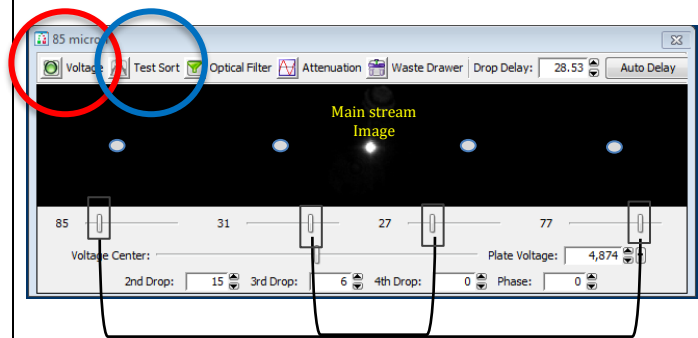 85 micron
Voltage Test Sort Optical Filter Attenuation Waste Drawer Drop Delay: 28.53 Auto Delay
Main stream
Image
85 31 27 77
Voltage Center: Plate Voltage: 4,874
2nd Drop: 15 3rd Drop: 6 4th Drop: 0 Phase: 0